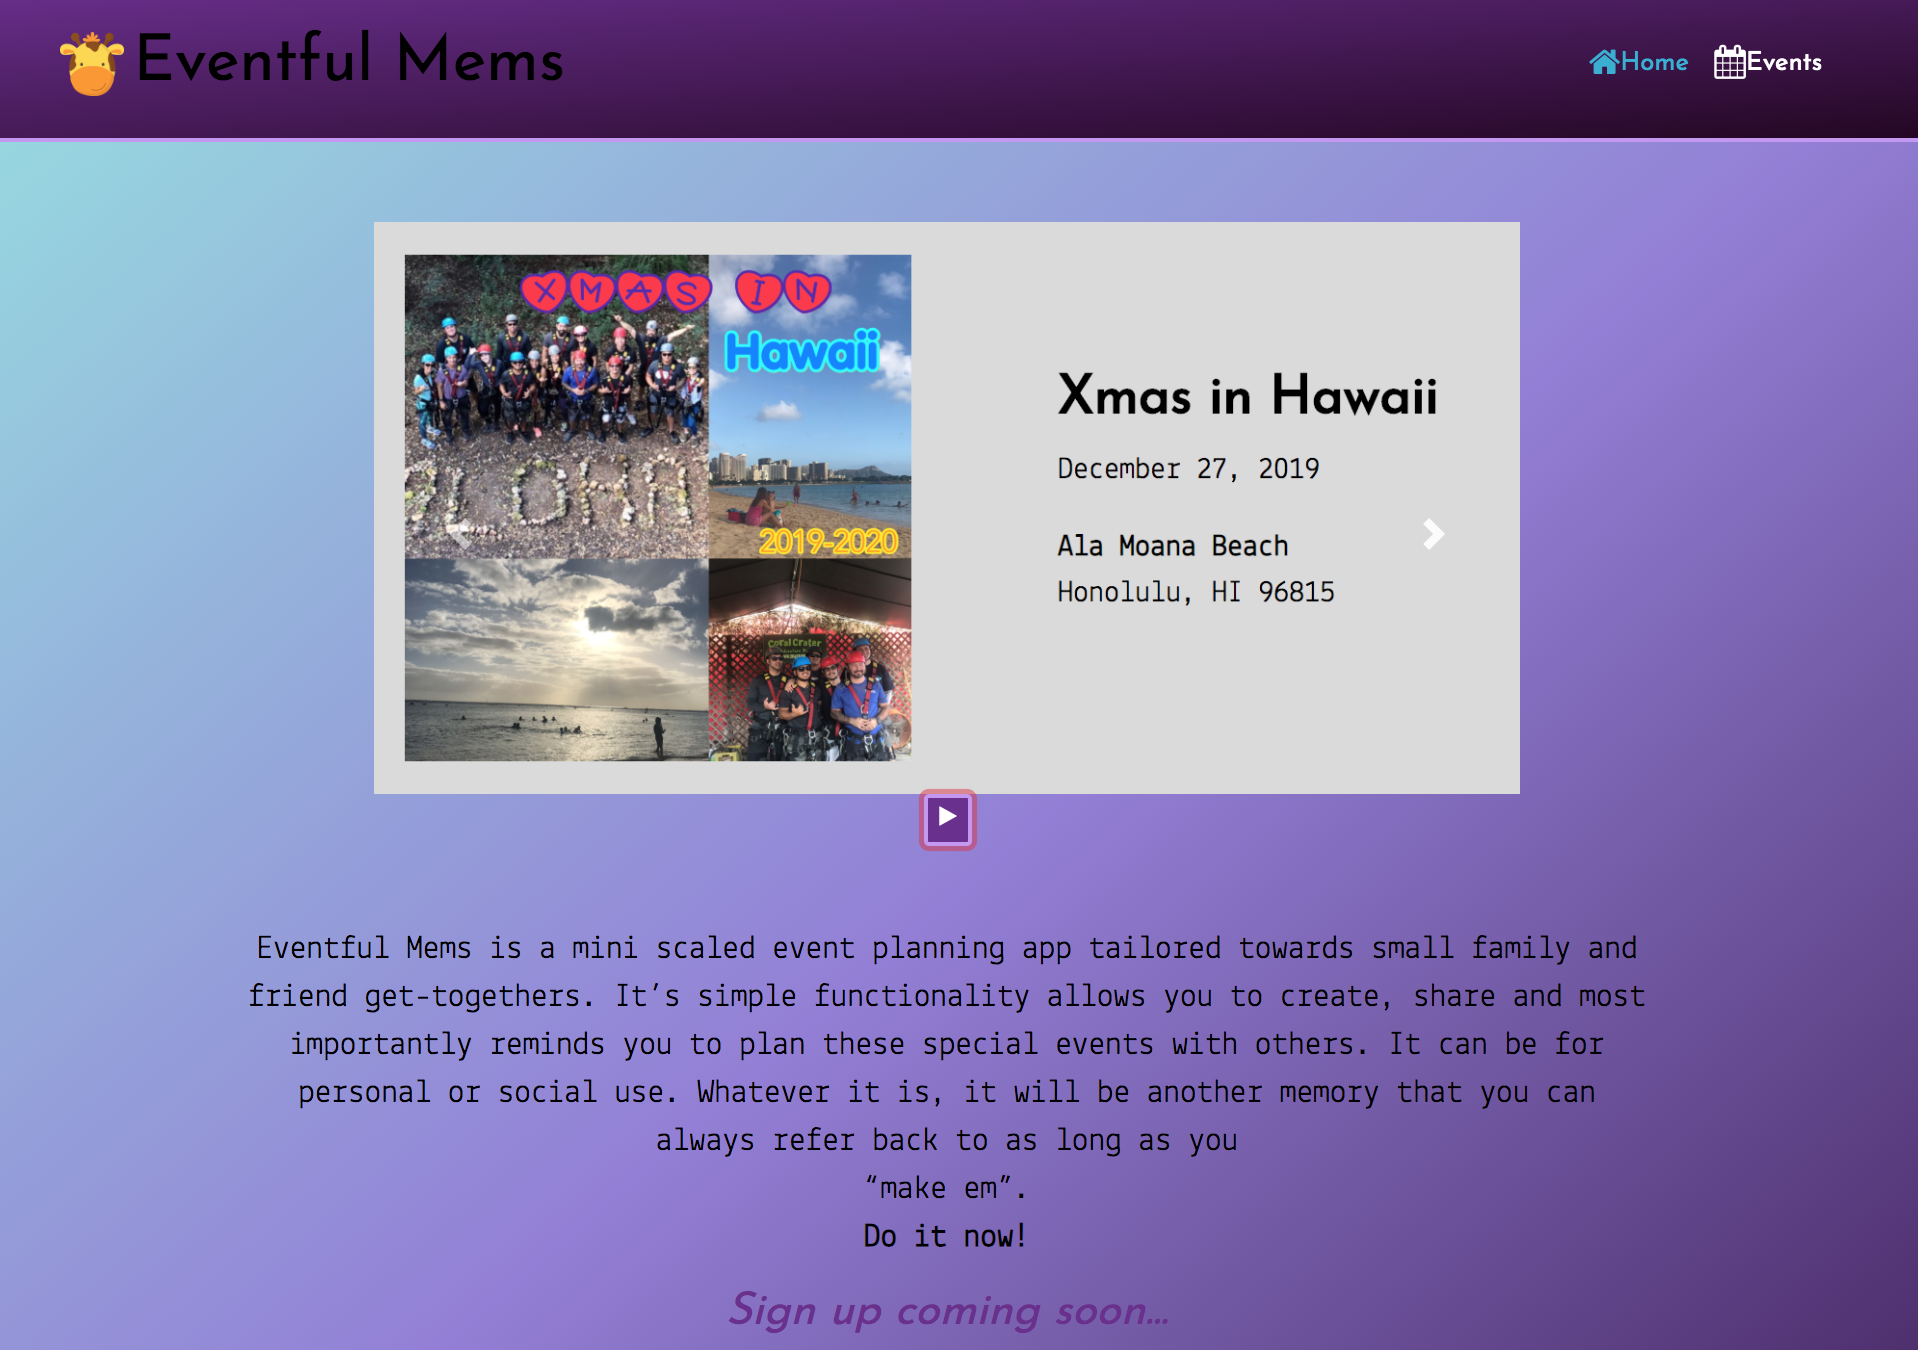 Eventful Mems
Home Events
XMAS IN
Hawaii
ALOHA
2019-2020
Coral Crater
Xmas in Hawaii
December 27, 2019
Ala Moana Beach
Honolulu, HI 96815
Eventful Mems is a mini scaled event planning app tailored towards small family and
friend get-togethers. It’s simple functionality allows you to create, share and most
importantly reminds you to plan these special events with others. It can be for
personal or social use. Whatever it is, it will be another memory that you can
always refer back to as long as you
“make em”.
Do it now!
Sign up coming soon...